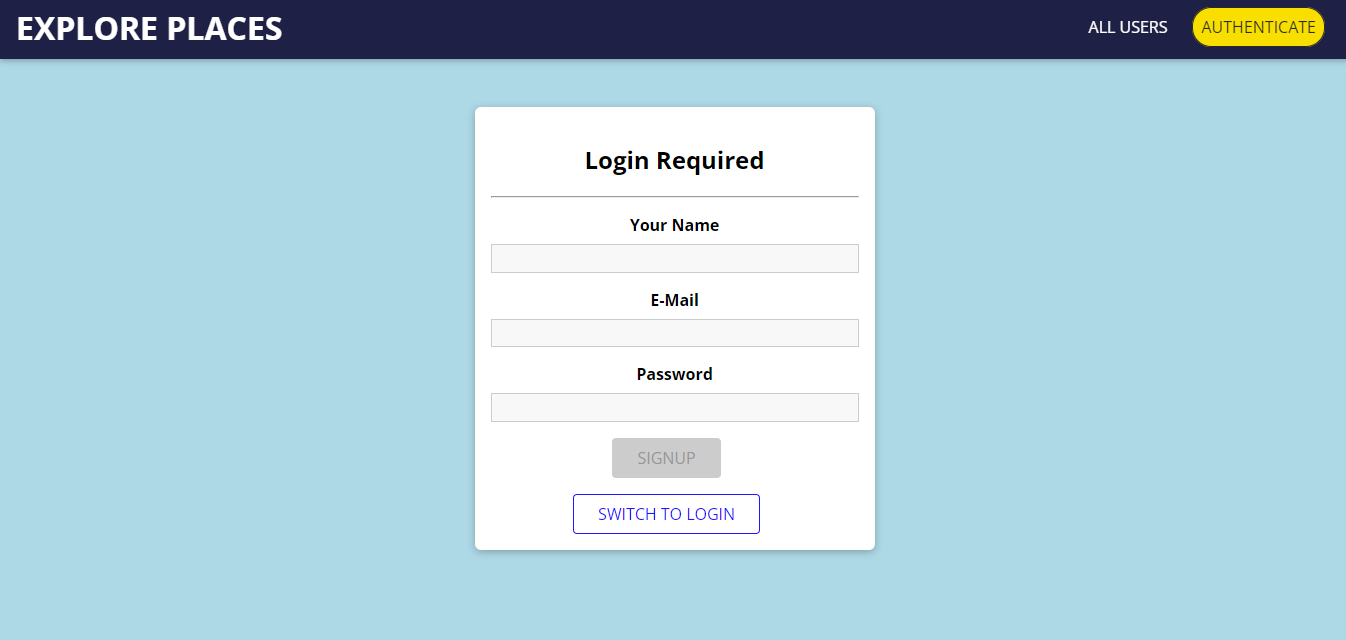 EXPLORE PLACES
ALL USERS
AUTHENTICATE
Login Required
Your Name
E-Mail
Password
SIGNUP
SWITCH TO LOGIN